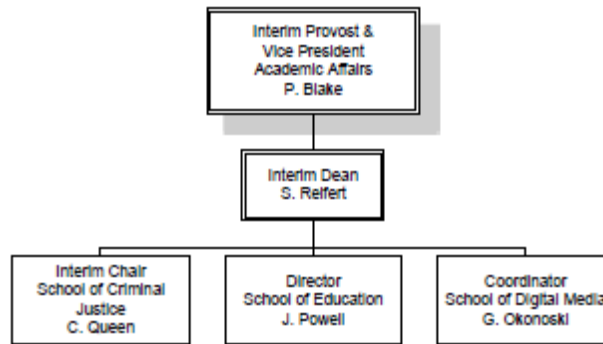 Interim Provost &
Vice President
Academic Affairs
P. Blake
Interim Dean
S. Reifert
Interim Chair
School of Criminal
Justice
C. Queen
Director
School of Education
J. Powell
Coordinator
School of Digital Media
G. Okonoski